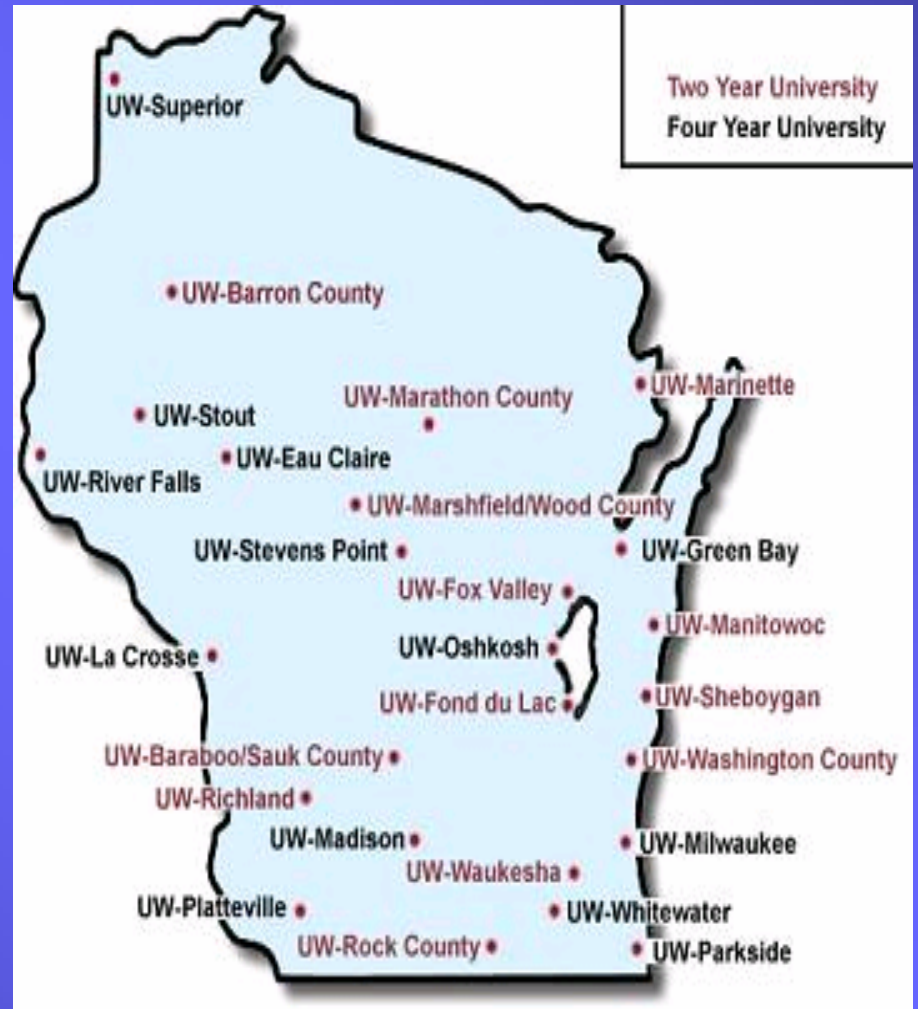 Two Year University
Four Year University
UW-Superior
UW-Barron County
UW-Marinette
UW-Marathon County
UW-Stout
UW-Eau Claire
UW-River Falls
UW-Marshfield/Wood County
UW-Stevens Point
UW-Green Bay
UW-Fox Valley
UW-Manitowoc
UW-Oshkosh
UW-La Crosse
UW-Sheboygan
UW-Fond du Lac
UW-Baraboo/Sauk County
UW-Washington County
UW-Richland
UW-Madison
UW-Milwaukee
UW-Waukesha
UW-Platteville
UW-Whitewater
UW-Rock County
UW-Parkside